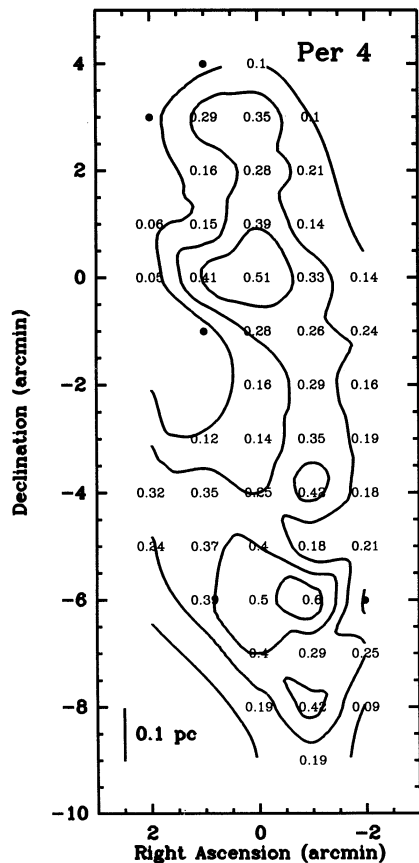 Per 4
4
0.1
0.29 0.35 0.1
2
0.16 0.28 0.21
0.06 0.15 0.39 0.14
0
0.05 0.41 0.51 0.33 0.14
0.28 0.26 0.24
-2
0.16 0.29 0.16
0.12 0.14 0.35 0.19
-4
0.32 0.35 0.25 0.42 0.18
0.24 0.37 0.4 0.18 0.21
-6
0.39 0.5 0.6
0.4 0.29 0.25
-8
0.19 0.42 0.09
0.1 pc
0.19
-10
2 0 -2
Right Ascension (arcmin)
Declination (arcmin)